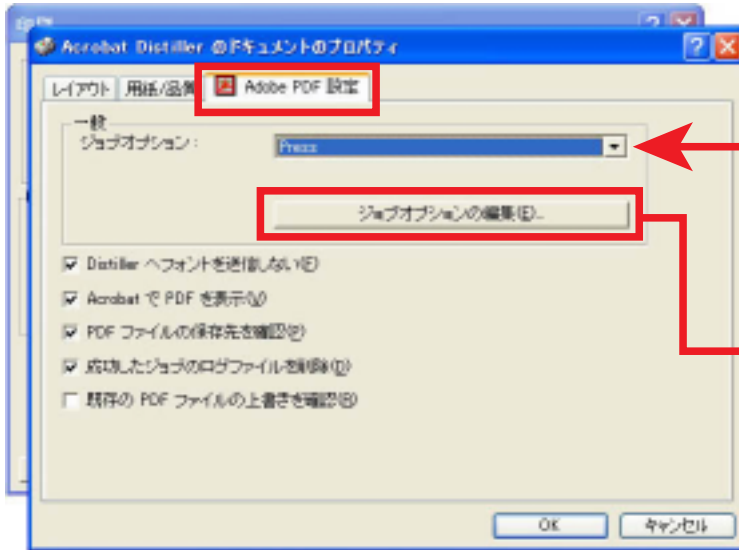 印刷
Acrobat Distiller のドキュメントのプロパティ
レイアウト 用紙/品質 Adobe PDF 設定
一般
ジョブオプション:
Press
ジョブオプションの編集(E)...
Distiller へフォントを送信しない(F)
Acrobat で PDF を表示(V)
PDF ファイルの保存先を確認(P)
成功したジョブのログファイルを削除(D)
既存の PDF ファイルの上書きを確認(R)
OK キャンセル